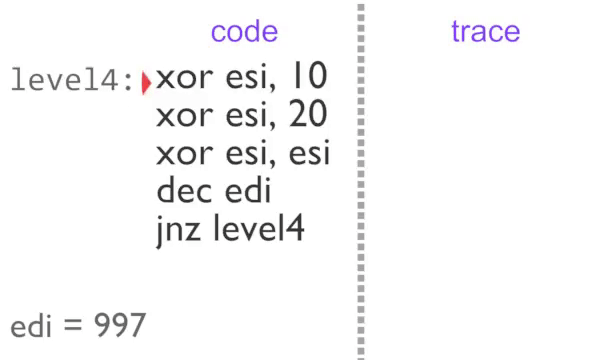 code
trace
level4: xor esi, 10
xor esi, 20
xor esi, esi
dec edi
jnz level4
edi = 997